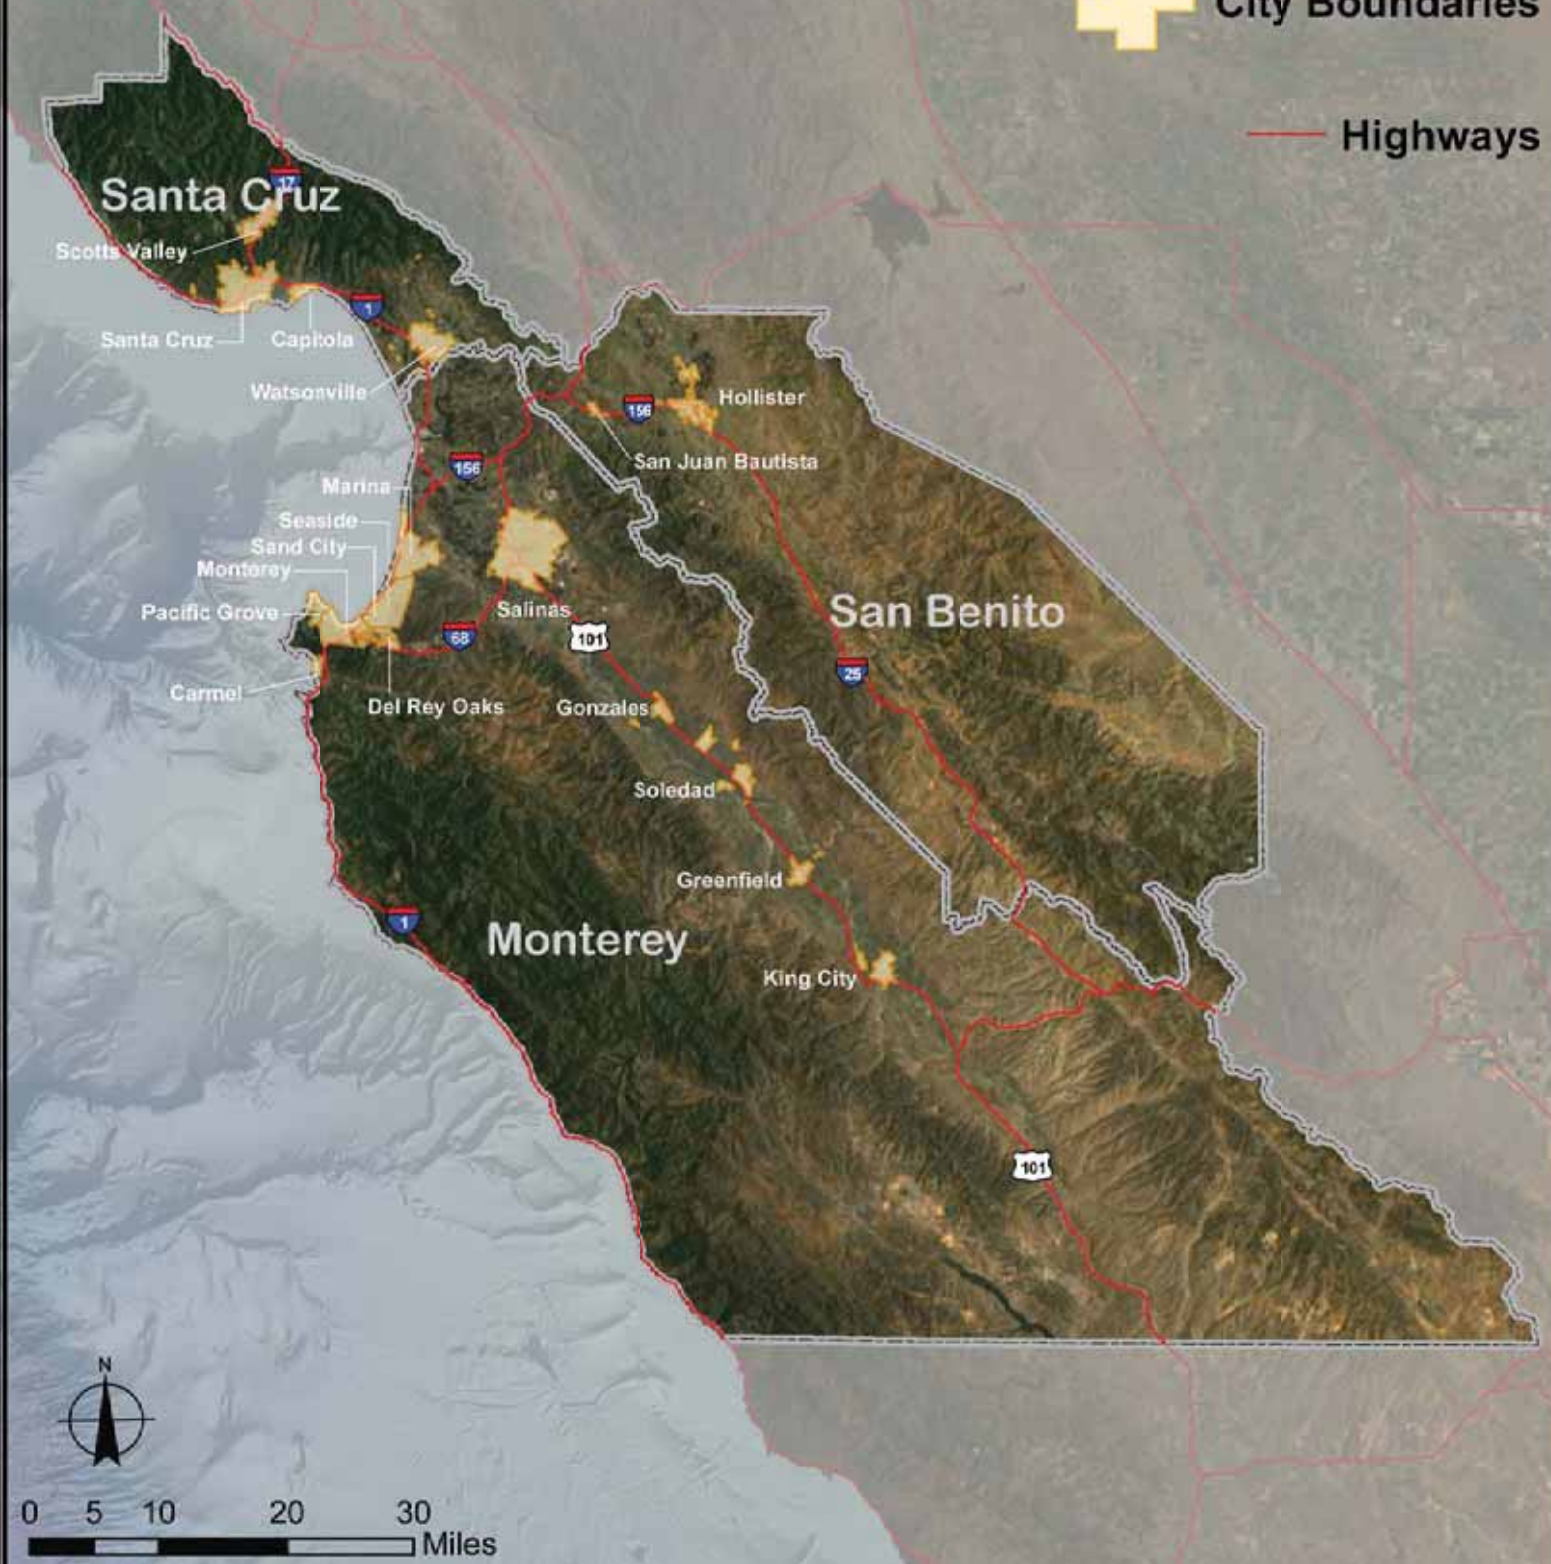 City Boundaries
Highways
17
Santa Cruz
Scotts Valley
1
Santa Cruz
Capitola
Watsonville
156
Hollister
156
San Juan Bautista
Marina
Seaside
Sand City
Monterey
Pacific Grove
Salinas
San Benito
68
101
25
Carmel
Del Rey Oaks
Gonzales
Soledad
Greenfield
1
Monterey
King City
101
N
0 5 10 20 30
Miles